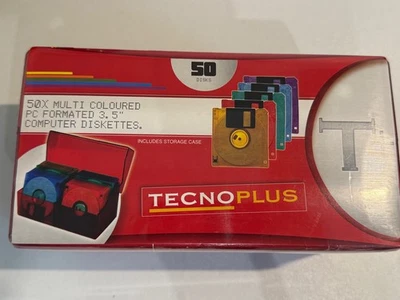 50
DISKS
50X MULTI COLOURED
PC FORMATED 3.5"
COMPUTER DISKETTES.
INCLUDES STORAGE CASE
TECNOPLUS
T